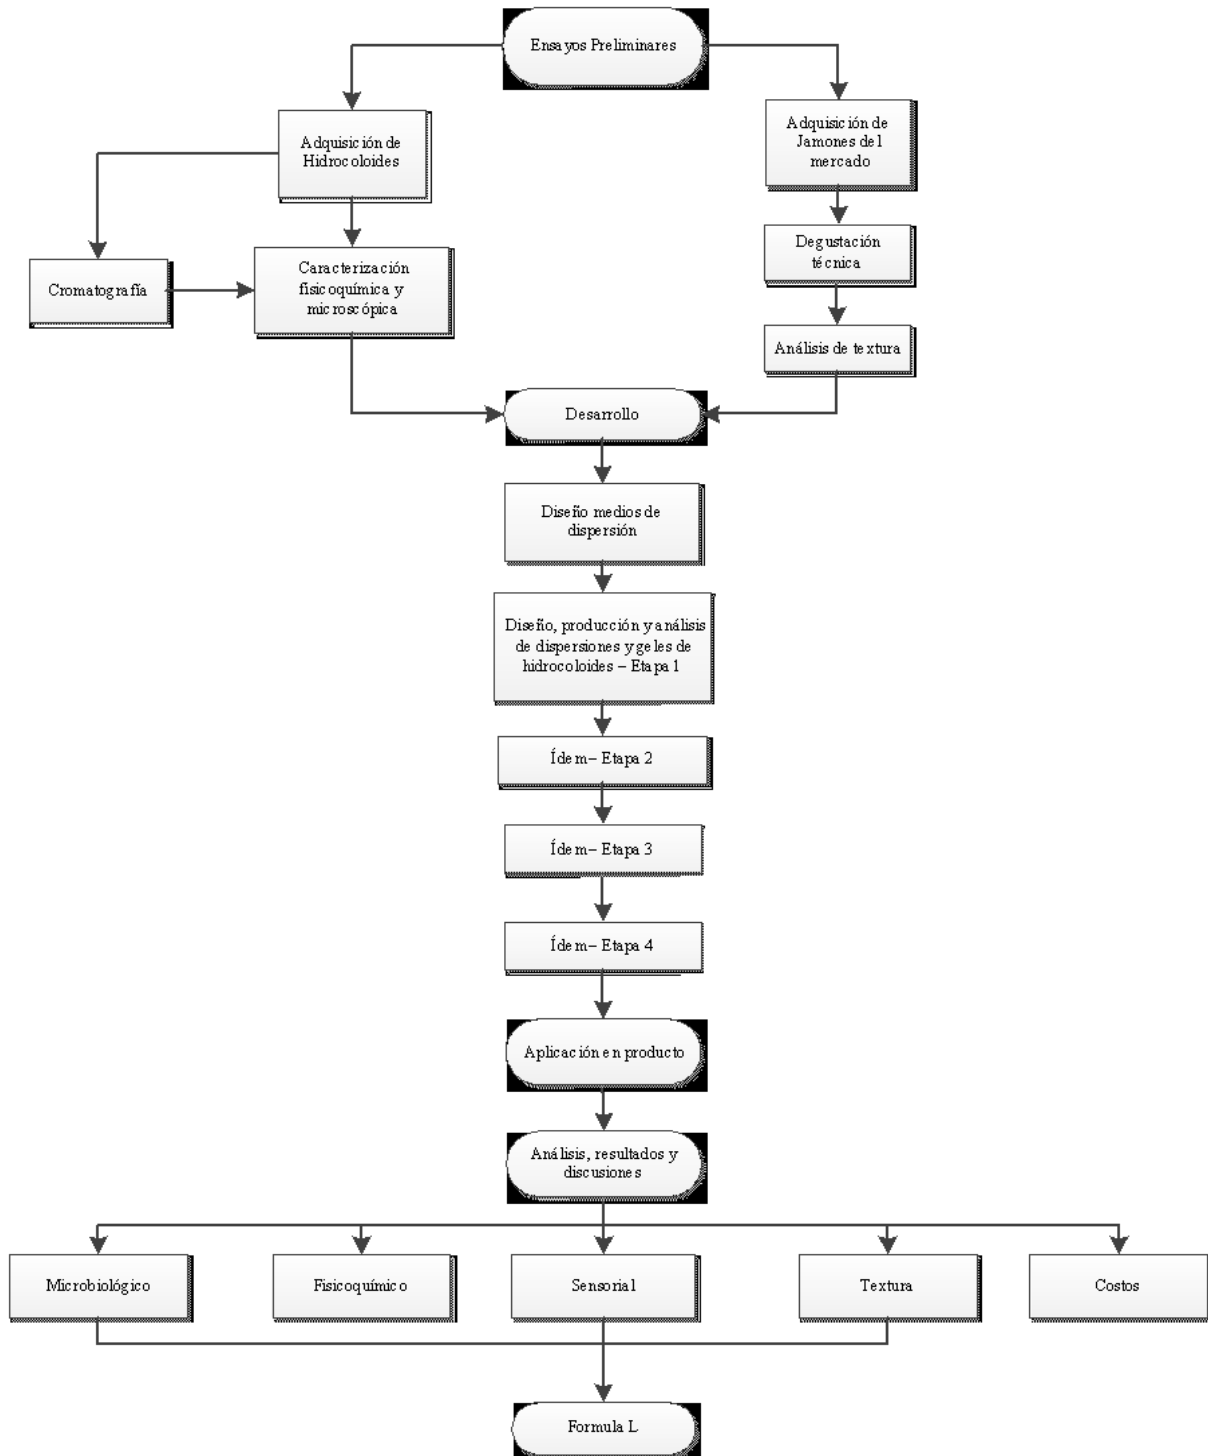 Ensayos Preliminares
Adquisición de
Hidrocoloides
Adquisición de
Jamones del
mercado
Cromatografía
Caracterización
fisicoquímica y
microscópica
Degustación
técnica
Análisis de textura
Desarrollo
Diseño medios de
dispersión
Diseño, producción y análisis
de dispersiones y geles de
hidrocoloides – Etapa 1
Ídem – Etapa 2
Ídem – Etapa 3
Ídem – Etapa 4
Aplicación en producto
Análisis, resultados y
discusiones
Microbiológico
Fisicoquímico
Sensorial
Textura
Costos
Formula L